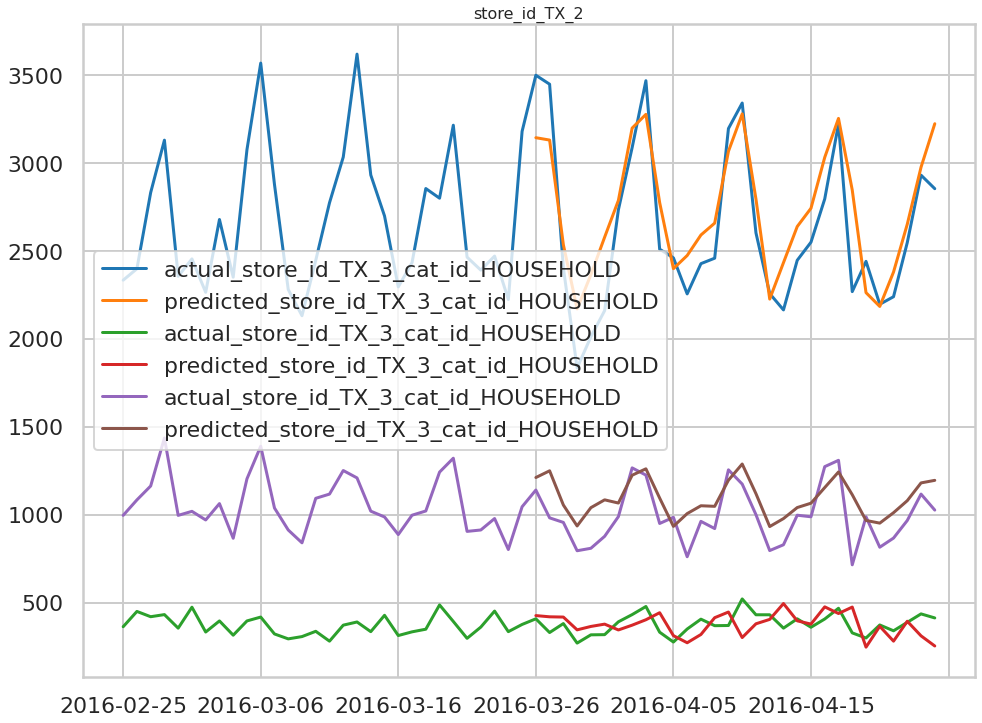 store_id_TX_2
3500
3000
2500
2000
1500
1000
500
actual_store_id_TX_3_cat_id_HOUSEHOLD
predicted_store_id_TX_3_cat_id_HOUSEHOLD
actual_store_id_TX_3_cat_id_HOUSEHOLD
predicted_store_id_TX_3_cat_id_HOUSEHOLD
actual_store_id_TX_3_cat_id_HOUSEHOLD
predicted_store_id_TX_3_cat_id_HOUSEHOLD
2016-02-25 2016-03-06 2016-03-16 2016-03-26 2016-04-05 2016-04-15